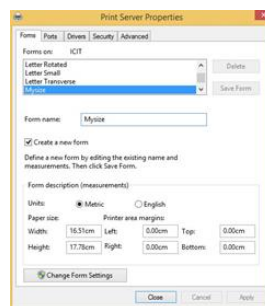 Print Server Properties
Forms Ports Drivers Security Advanced
Forms on: ICIT
Letter Rotated
Letter Small
Letter Transverse
Mysize
Delete
Save Form
Form name: Mysize
Create a new form
Define a new form by editing the existing name and
measurements. Then click Save Form.
Form description (measurements)
Units: Metric English
Paper size: Printer area margins:
Width: 16.51cm Left: 0.00cm Top: 0.00cm
Height: 17.78cm Right: 0.00cm Bottom: 0.00cm
Change Form Settings
Close Cancel Apply